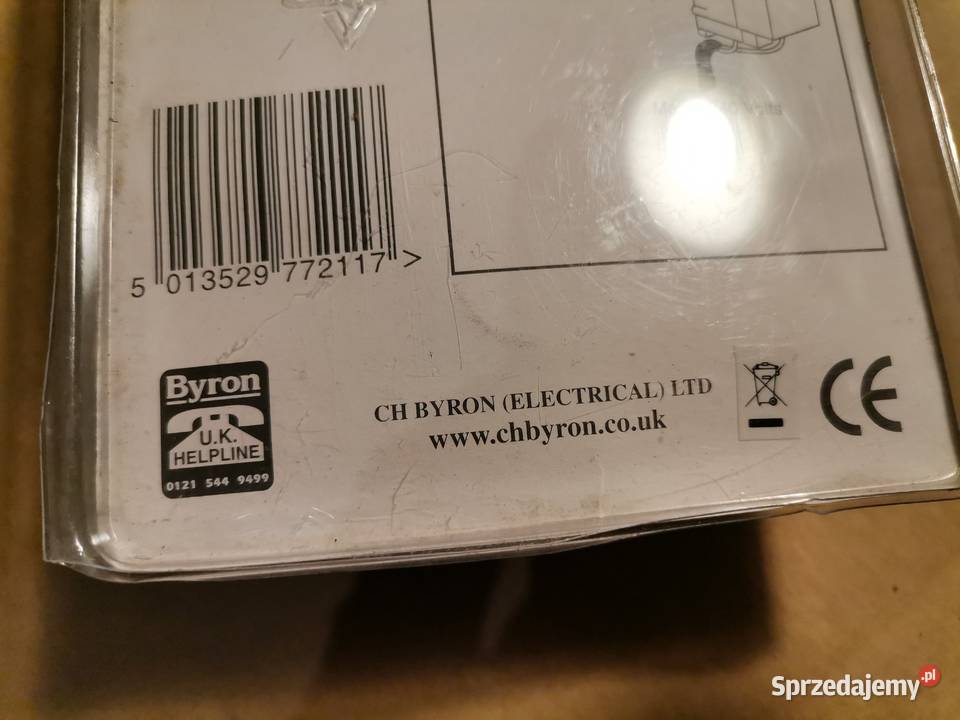 5 013529 772117 >
Byron
U.K.
HELPLINE
0121 544 9499
CH BYRON (ELECTRICAL) LTD
www.chbyron.co.uk
CE
Sprzedajemy.pl